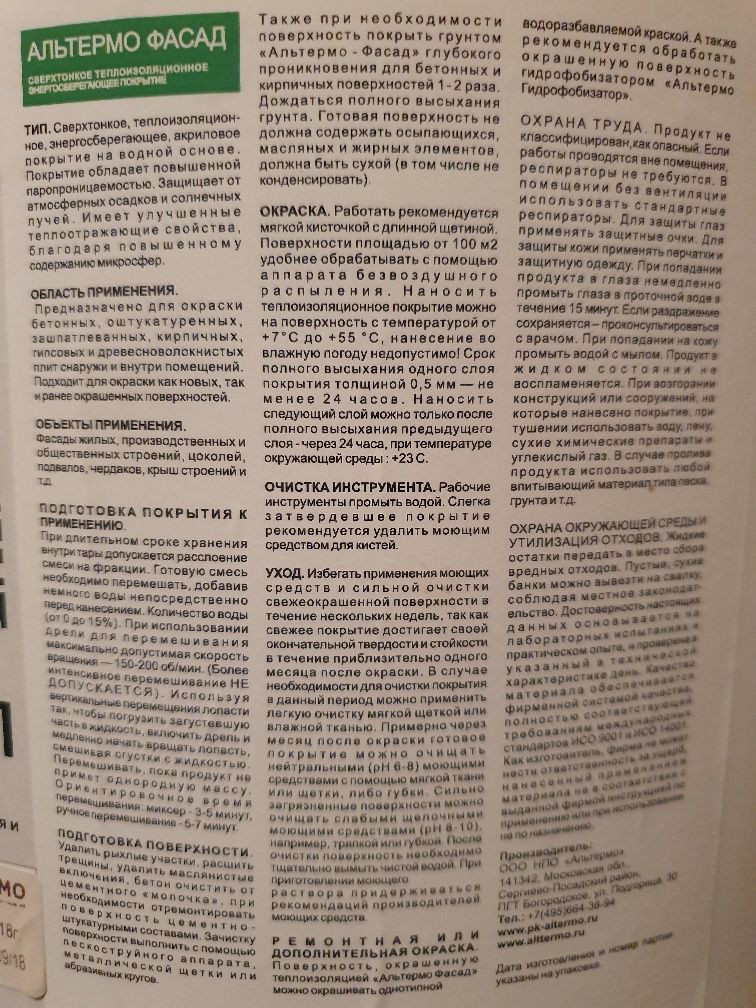 АЛЬТЕРМО ФАСАД
СВЕРХТОНКОЕ ТЕПЛОИЗОЛЯЦИОННОЕ
ЭНЕРГОСБЕРЕГАЮЩЕЕ ПОКРЫТИЕ
ТИП. Сверхтонкое, теплоизоляцион-
ное, энергосберегающее, акриловое
покрытие на водной основе.
Покрытие обладает повышенной
паропроницаемостью. Защищает от
атмосферных осадков и солнечных
лучей. Имеет улучшенные
теплоотражающие свойства,
благодаря повышенному
содержанию микросфер.
ОБЛАСТЬ ПРИМЕНЕНИЯ.
Предназначено для окраски
бетонных, оштукатуренных,
зашпатлеванных, кирпичных,
гипсовых и древесноволокнистых
плит снаружи и внутри помещений.
Подходит для окраски как новых, так
и ранее окрашенных поверхностей.
ОБЪЕКТЫ ПРИМЕНЕНИЯ.
Фасады жилых, производственных и
общественных строений, цоколей,
подвалов, чердаков, крыш строений и
т.д.
ПОДГОТОВКА ПОКРЫТИЯ К
ПРИМЕНЕНИЮ.
При длительном сроке хранения
внутри тары допускается расслоение
смеси на фракции. Готовую смесь
необходимо перемешать, добавив
немного воды непосредственно
перед нанесением. Количество воды
(от 0 до 15%). При использовании
дрели для перемешивания
максимально допустимая скорость
вращения — 150-200 об/мин. (Более
интенсивное перемешивание НЕ
ДОПУСКАЕТСЯ). Используя
вертикальные перемещения лопасти
так, чтобы погрузить загустевшую
часть в жидкость, включить дрель и
медленно начать вращать лопасть,
смешивая сгустки с жидкостью.
Перемешивать, пока продукт не
примет однородную массу.
Ориентировочное время
перемешивания: миксер - 3-5 минут,
ручное перемешивание - 5-7 минут.
ПОДГОТОВКА ПОВЕРХНОСТИ.
Удалить рыхлые участки, расшить
трещины, удалить маслянистые
включения, бетон очистить от
цементного «молочка», при
необходимости отремонтировать
поверхность цементно-
штукатурными составами. Зачистку
поверхности выполнить с помощью
пескоструйного аппарата,
металлической щетки или
абразивных кругов.
Также при необходимости
поверхность покрыть грунтом
«Альтермо - Фасад» глубокого
проникновения для бетонных и
кирпичных поверхностей 1-2 раза.
Дождаться полного высыхания
грунта. Готовая поверхность не
должна содержать осыпающихся,
масляных и жирных элементов,
должна быть сухой (в том числе не
конденсировать).
ОКРАСКА. Работать рекомендуется
мягкой кисточкой с длинной щетиной.
Поверхности площадью от 100 м2
удобнее обрабатывать с помощью
аппарата безвоздушного
распыления. Наносить
теплоизоляционное покрытие можно
на поверхность с температурой от
+7°С до +55 °С, нанесение во
влажную погоду недопустимо! Срок
полного высыхания одного слоя
покрытия толщиной 0,5 мм — не
менее 24 часов. Наносить
следующий слой можно только после
полного высыхания предыдущего
слоя - через 24 часа, при температуре
окружающей среды : +23 С.
ОЧИСТКА ИНСТРУМЕНТА. Рабочие
инструменты промыть водой. Слегка
затвердевшее покрытие
рекомендуется удалить моющим
средством для кистей.
УХОД. Избегать применения моющих
средств и сильной очистки
свежеокрашенной поверхности в
течение нескольких недель, так как
свежее покрытие достигает своей
окончательной твердости и стойкости
в течение приблизительно одного
месяца после окраски. В случае
необходимости для очистки покрытия
в данный период можно применить
легкую очистку мягкой щеткой или
влажной тканью. Примерно через
месяц после окраски готовое
покрытие можно очищать
нейтральными (рН 6-8) моющими
средствами с помощью мягкой ткани
или щетки, либо губки. Сильно
загрязненные поверхности можно
очищать слабыми щелочными
моющими средствами (рН 8-10),
например, тряпкой или губкой. После
очистки поверхность необходимо
тщательно вымыть чистой водой. При
приготовлении моющего
раствора придерживаться
рекомендаций производителей
моющих средств.
РЕМОНТНАЯ ИЛИ
ДОПОЛНИТЕЛЬНАЯ ОКРАСКА.
Поверхность, окрашенную
теплоизоляцией «Альтермо Фасад»
можно окрашивать однотипной
водоразбавляемой краской. А также
рекомендуется обработать
окрашенную поверхность
гидрофобизатором «Альтермо
Гидрофобизатор».
ОХРАНА ТРУДА. Продукт не
классифицирован, как опасный. Если
работы проводятся вне помещения,
респираторы не требуются. В
помещении без вентиляции
использовать стандартные
респираторы. Для защиты глаз
применять защитные очки. Для
защиты кожи применять перчатки и
защитную одежду. При попадании
продукта в глаза немедленно
промыть глаза в проточной воде в
течение 15 минут. Если раздражение
сохраняется – проконсультироваться
с врачом. При попадании на кожу
промыть водой с мылом. Продукт в
жидком состоянии не
воспламеняется. При возгорании
конструкций или сооружений, на
которые нанесено покрытие, при
тушении использовать воду, пену,
сухие химические препараты и
углекислый газ. В случае пролива
продукта использовать любой
впитывающий материал типа песка,
грунта и т.д.
ОХРАНА ОКРУЖАЮЩЕЙ СРЕДЫ И
УТИЛИЗАЦИЯ ОТХОДОВ. Жидкие
остатки передать в место сбора
вредных отходов. Пустые, сухие
банки можно вывезти на свалку,
соблюдая местное законодат-
ельство. Достоверность настоящих
данных основывается на
лабораторных испытаниях и
практическом опыте, и проверена в
указанный в технической
характеристике день. Качество
материала обеспечивается
фирменной системой качества,
полностью соответствующей
требованиям международных
стандартов ИСО 9001 и ИСО 14001.
Как изготовитель, фирма не может
нести ответственность за ущерб,
нанесенный применением
материала не в соответствии с
выданной фирмой инструкцией по
применению или при использовании
не по назначению.
Производитель:
ООО НПО «Альтермо»
141342, Московская обл.,
Сергиево-Посадский район,
ПГТ Богородское, ул. Подгорная, 30
Тел.: +7(495)664-38-94
www.pk-altermo.ru
www.altermo.ru
Дата изготовления и номер партии
указаны на упаковке.
я и
МО
18г.
09/18